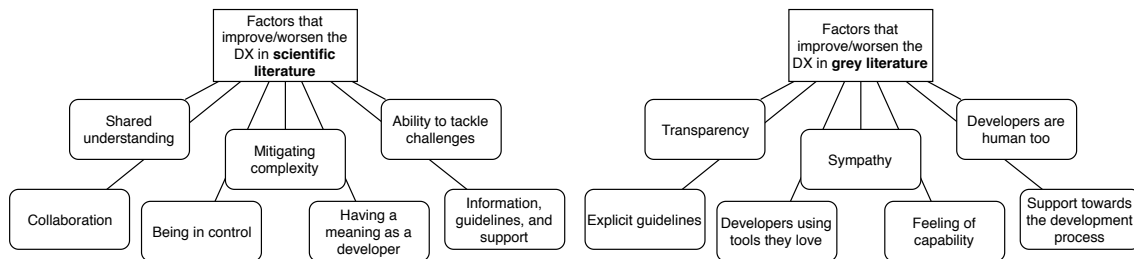 Factors that
improve/worsen the
DX in scientific
literature
Shared
understanding
Ability to tackle
challenges
Mitigating
complexity
Collaboration
Being in control
Having a
meaning as a
developer
Information,
guidelines, and
support
Factors that
improve/worsen the
DX in grey literature
Transparency
Developers are
human too
Sympathy
Explicit guidelines
Developers using
tools they love
Feeling of
capability
Support towards
the development
process